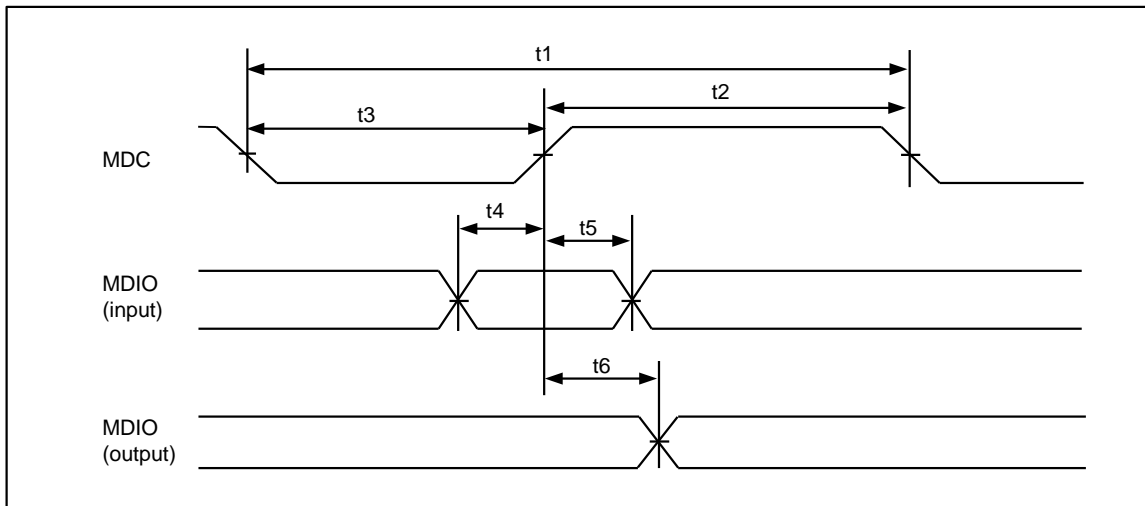 t1
t2
t3
MDC
t4
t5
MDIO
(input)
t6
MDIO
(output)